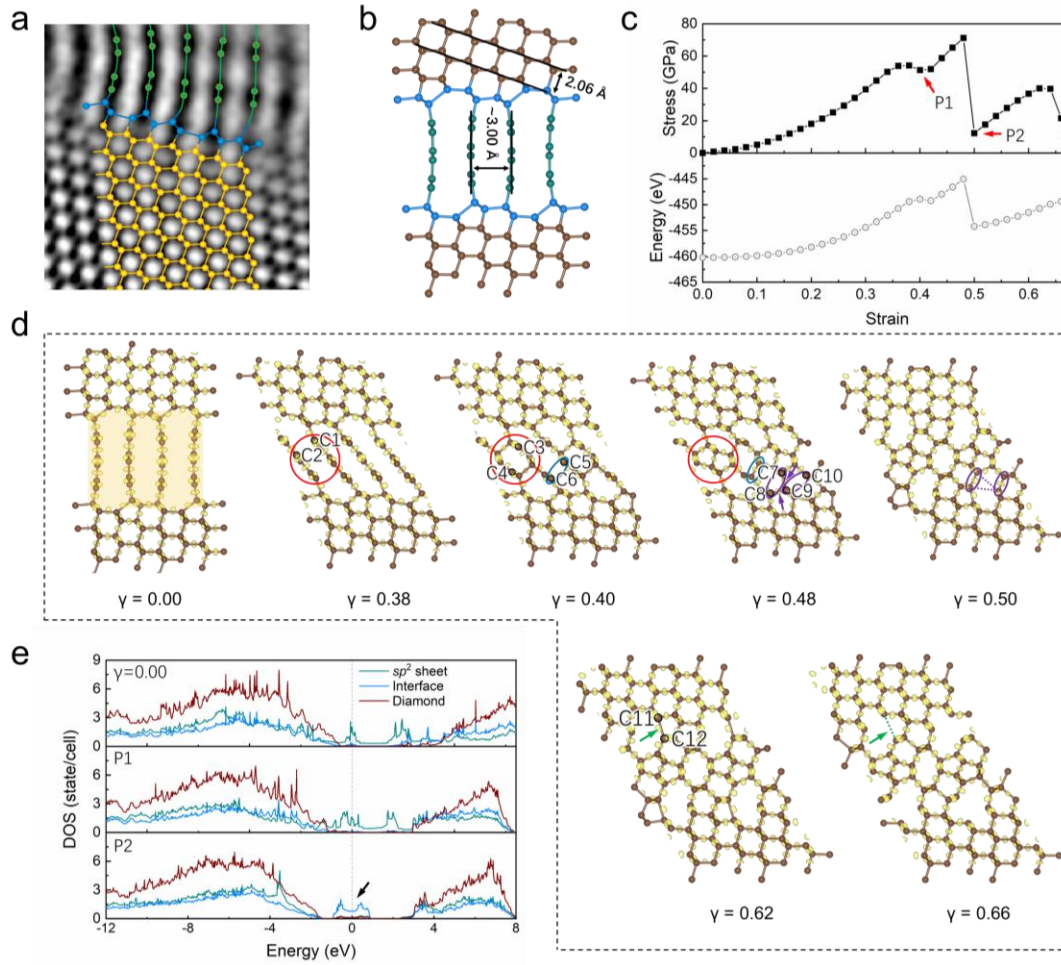 a
b
2.06 Å
~3.00 Å
c
Stress (GPa)
80
60
40
20
0
P1
P2
Energy (eV)
-445
-450
-455
-460
-465
0.0 0.1 0.2 0.3 0.4 0.5 0.6
Strain
d
C1
C2
C3
C4
C5
C6
C7
C8
C9
C10
γ = 0.00
γ = 0.38
γ = 0.40
γ = 0.48
γ = 0.50
C11
C12
γ = 0.62
γ = 0.66
e
DOS (state/cell)
9
6
3
0
γ=0.00
sp² sheet
Interface
Diamond
6
3
0
P1
6
3
0
P2
-12 -8 -4 0 4 8
Energy (eV)